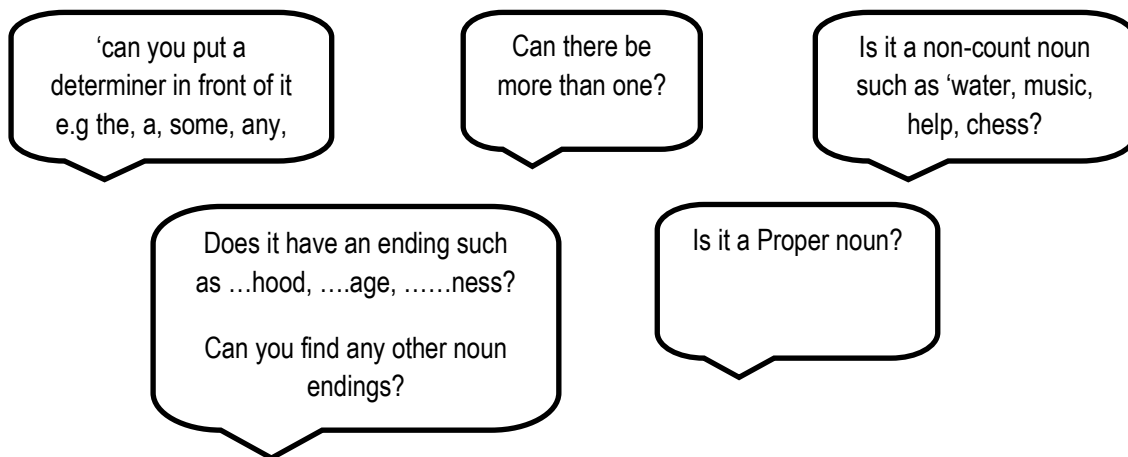 ‘can you put a
determiner in front of it
e.g the, a, some, any,
Can there be
more than one?
Is it a non-count noun
such as ‘water, music,
help, chess?
Does it have an ending such
as …hood, ….age, ……ness?
Can you find any other noun
endings?
Is it a Proper noun?